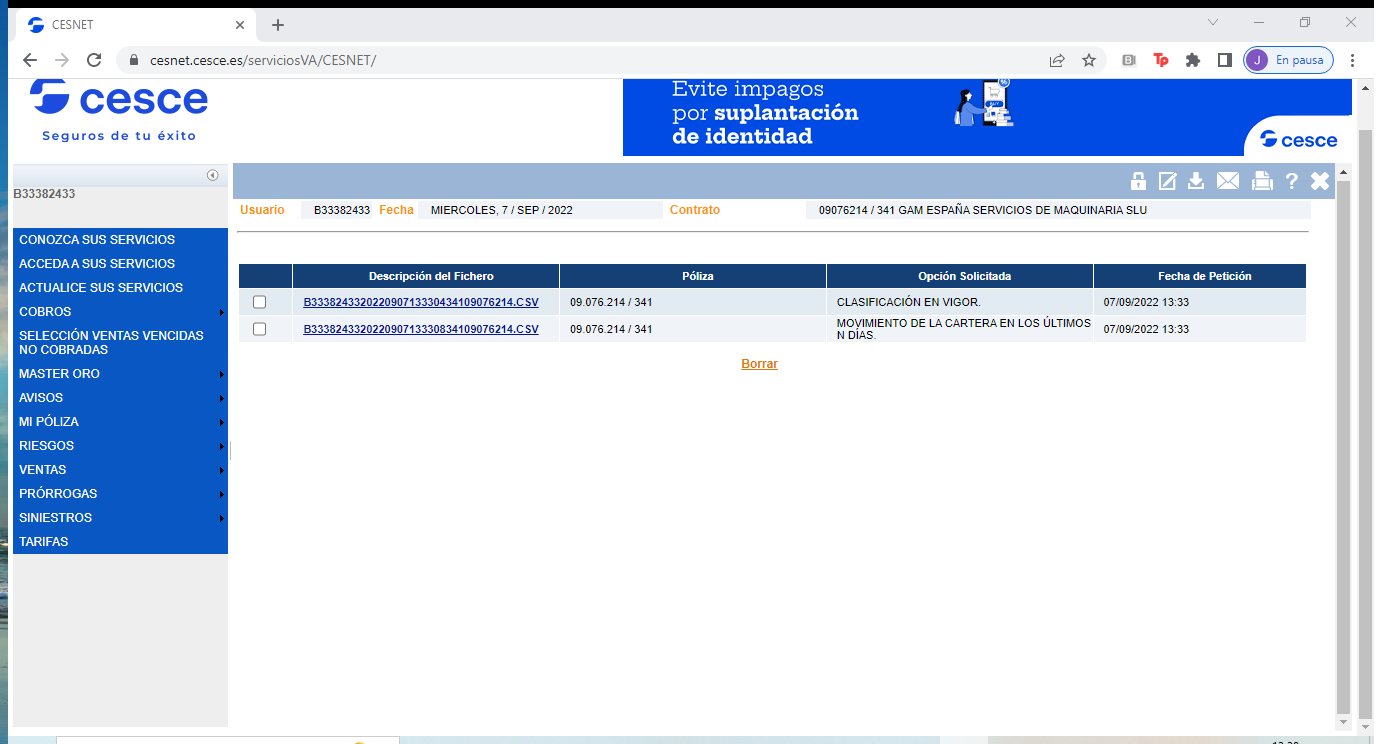 CESNET
cesnet.cesce.es/serviciosVA/CESNET/
En pausa
J
cesce
Seguros de tu éxito
Evite impagos
por suplantación
de identidad
cesce
B33382433
Usuario B33382433 Fecha MIERCOLES, 7 / SEP / 2022 Contrato 09076214 / 341 GAM ESPAÑA SERVICIOS DE MAQUINARIA SLU
CONOZCA SUS SERVICIOS
ACCEDA A SUS SERVICIOS
ACTUALICE SUS SERVICIOS
COBROS
SELECCIÓN VENTAS VENCIDAS
NO COBRADAS
MASTER ORO
AVISOS
MI PÓLIZA
RIESGOS
VENTAS
PRÓRROGAS
SINIESTROS
TARIFAS
Descripción del Fichero Póliza Opción Solicitada Fecha de Petición
B333824332022090713330434109076214.CSV 09.076.214 / 341 CLASIFICACIÓN EN VIGOR. 07/09/2022 13:33
B333824332022090713330834109076214.CSV 09.076.214 / 341 MOVIMIENTO DE LA CARTERA EN LOS ÚLTIMOS
N DÍAS. 07/09/2022 13:33
Borrar